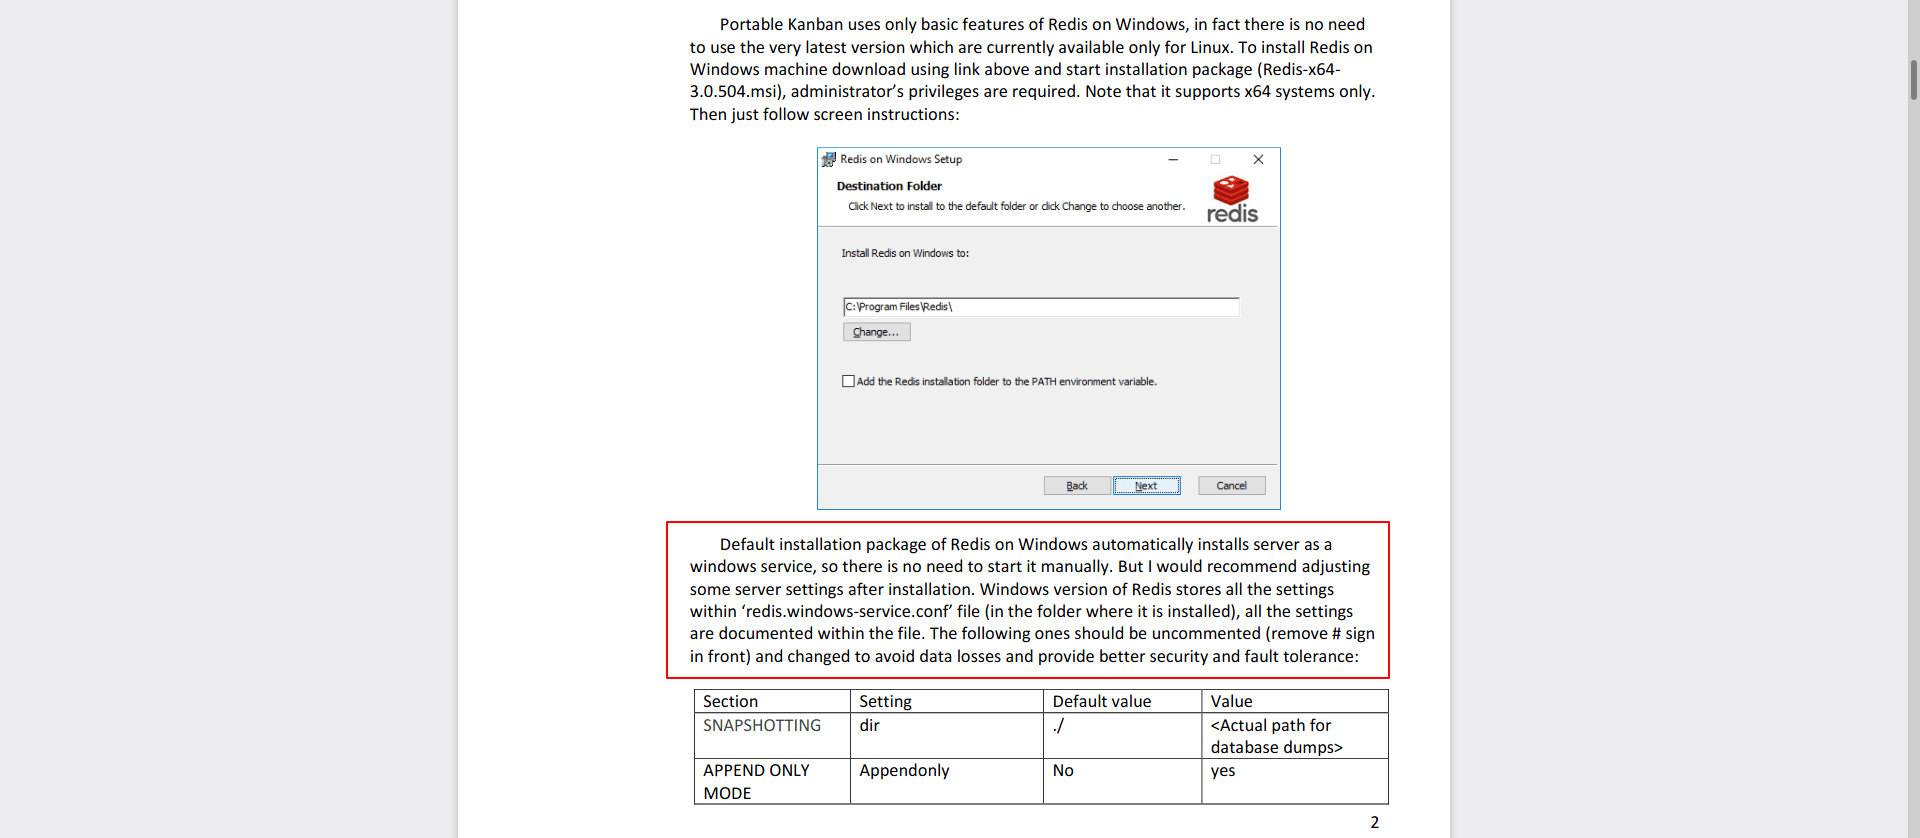 Portable Kanban uses only basic features of Redis on Windows, in fact there is no need
to use the very latest version which are currently available only for Linux. To install Redis on
Windows machine download using link above and start installation package (Redis-x64-
3.0.504.msi), administrator’s privileges are required. Note that it supports x64 systems only.
Then just follow screen instructions:
Redis on Windows Setup
Destination Folder
Click Next to install to the default folder or click Change to choose another.
redis
Install Redis on Windows to:
C:\Program Files\Redis\
Change...
Add the Redis installation folder to the PATH environment variable.
Back Next Cancel
Default installation package of Redis on Windows automatically installs server as a
windows service, so there is no need to start it manually. But I would recommend adjusting
some server settings after installation. Windows version of Redis stores all the settings
within ‘redis.windows-service.conf’ file (in the folder where it is installed), all the settings
are documented within the file. The following ones should be uncommented (remove # sign
in front) and changed to avoid data losses and provide better security and fault tolerance:
Section Setting Default value Value
SNAPSHOTTING dir ./ <Actual path for
database dumps>
APPEND ONLY Appendonly No yes
MODE
2